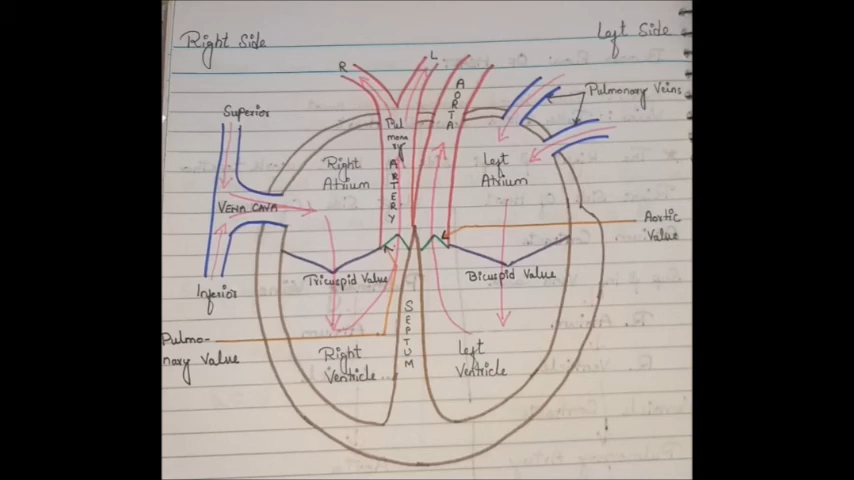 Right Side
Left Side
R
L
AORTA
Pulmonary Veins
Superior
Pul
mona
ry
ARTERY
Right
Atrium
Left
Atrium
VENA CAVA
Aortic
Value
Tricuspid Value
Bicuspid Value
Inferior
SEPTUM
Pulmo-
nary Value
Right
Ventricle
left
Ventricle